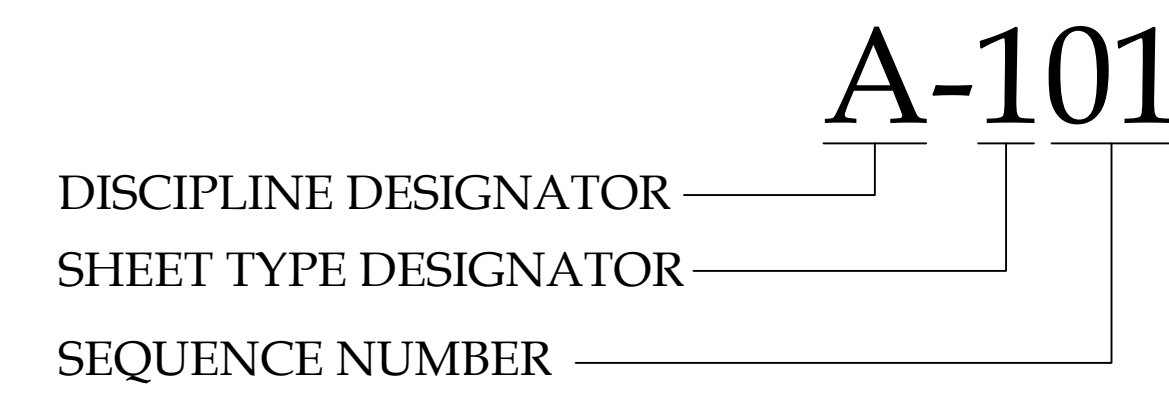 A-101
DISCIPLINE DESIGNATOR
SHEET TYPE DESIGNATOR
SEQUENCE NUMBER